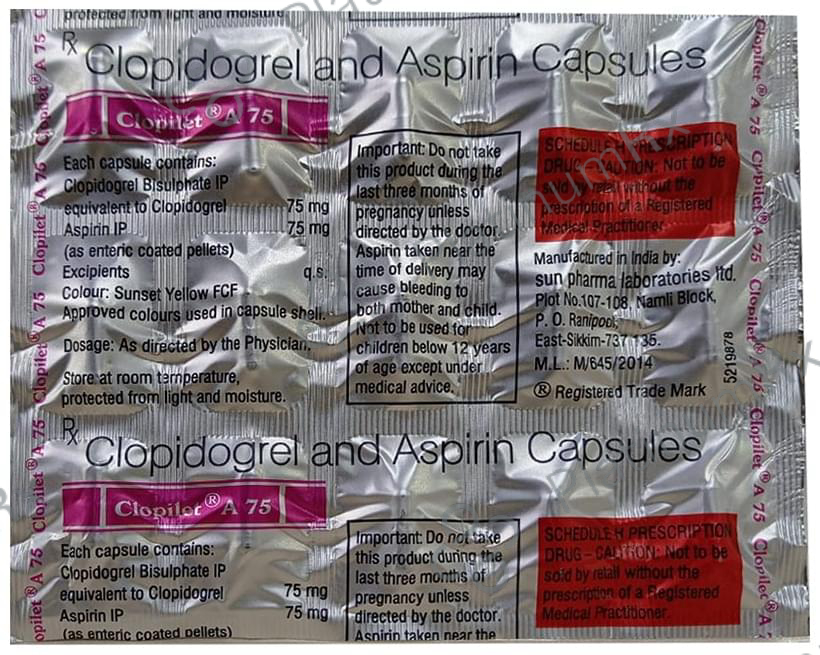 protected from light and moisture.
Rx
Clopidogrel and Aspirin Capsules
Clopilet® A 75
Each capsule contains:
Clopidogrel Bisulphate IP
equivalent to Clopidogrel 75 mg
Aspirin IP 75 mg
(as enteric coated pellets)
Excipients q.s.
Colour: Sunset Yellow FCF
Approved colours used in capsule shell.
Dosage: As directed by the Physician.
Store at room temperature,
protected from light and moisture.
Important: Do not take
this product during the
last three months of
pregnancy unless
directed by the doctor.
Aspirin taken near the
time of delivery may
cause bleeding to
both mother and child.
Not to be used for
children below 12 years
of age except under
medical advice.
SCHEDULE H PRESCRIPTION
DRUG - CAUTION: Not to be
sold by retail without the
prescription of a Registered
Medical Practitioner.
Manufactured in India by:
sun pharma laboratories ltd.
Plot No.107-108, Namli Block,
P. O. Ranipool,
East-Sikkim-737 135.
M.L.: M/645/2014
® Registered Trade Mark
5219878
Rx
Clopidogrel and Aspirin Capsules
Clopilet® A 75
Each capsule contains:
Clopidogrel Bisulphate IP
equivalent to Clopidogrel 75 mg
Aspirin IP 75 mg
(as enteric coated pellets)
Important: Do not take
this product during the
last three months of
pregnancy unless
directed by the doctor.
Aspirin taken near the
SCHEDULE H PRESCRIPTION
DRUG - CAUTION: Not to be
sold by retail without the
prescription of a Registered
Medical Practitioner.
Clopilet® A 75 Clopilet® A 75 Clopilet® A 75 Clopilet® A 75 Clopilet® A 75
Clopilet® A 75 Clopilet® A 75 Clopilet® A 75 Clopilet® A 75 Clopilet® A 75